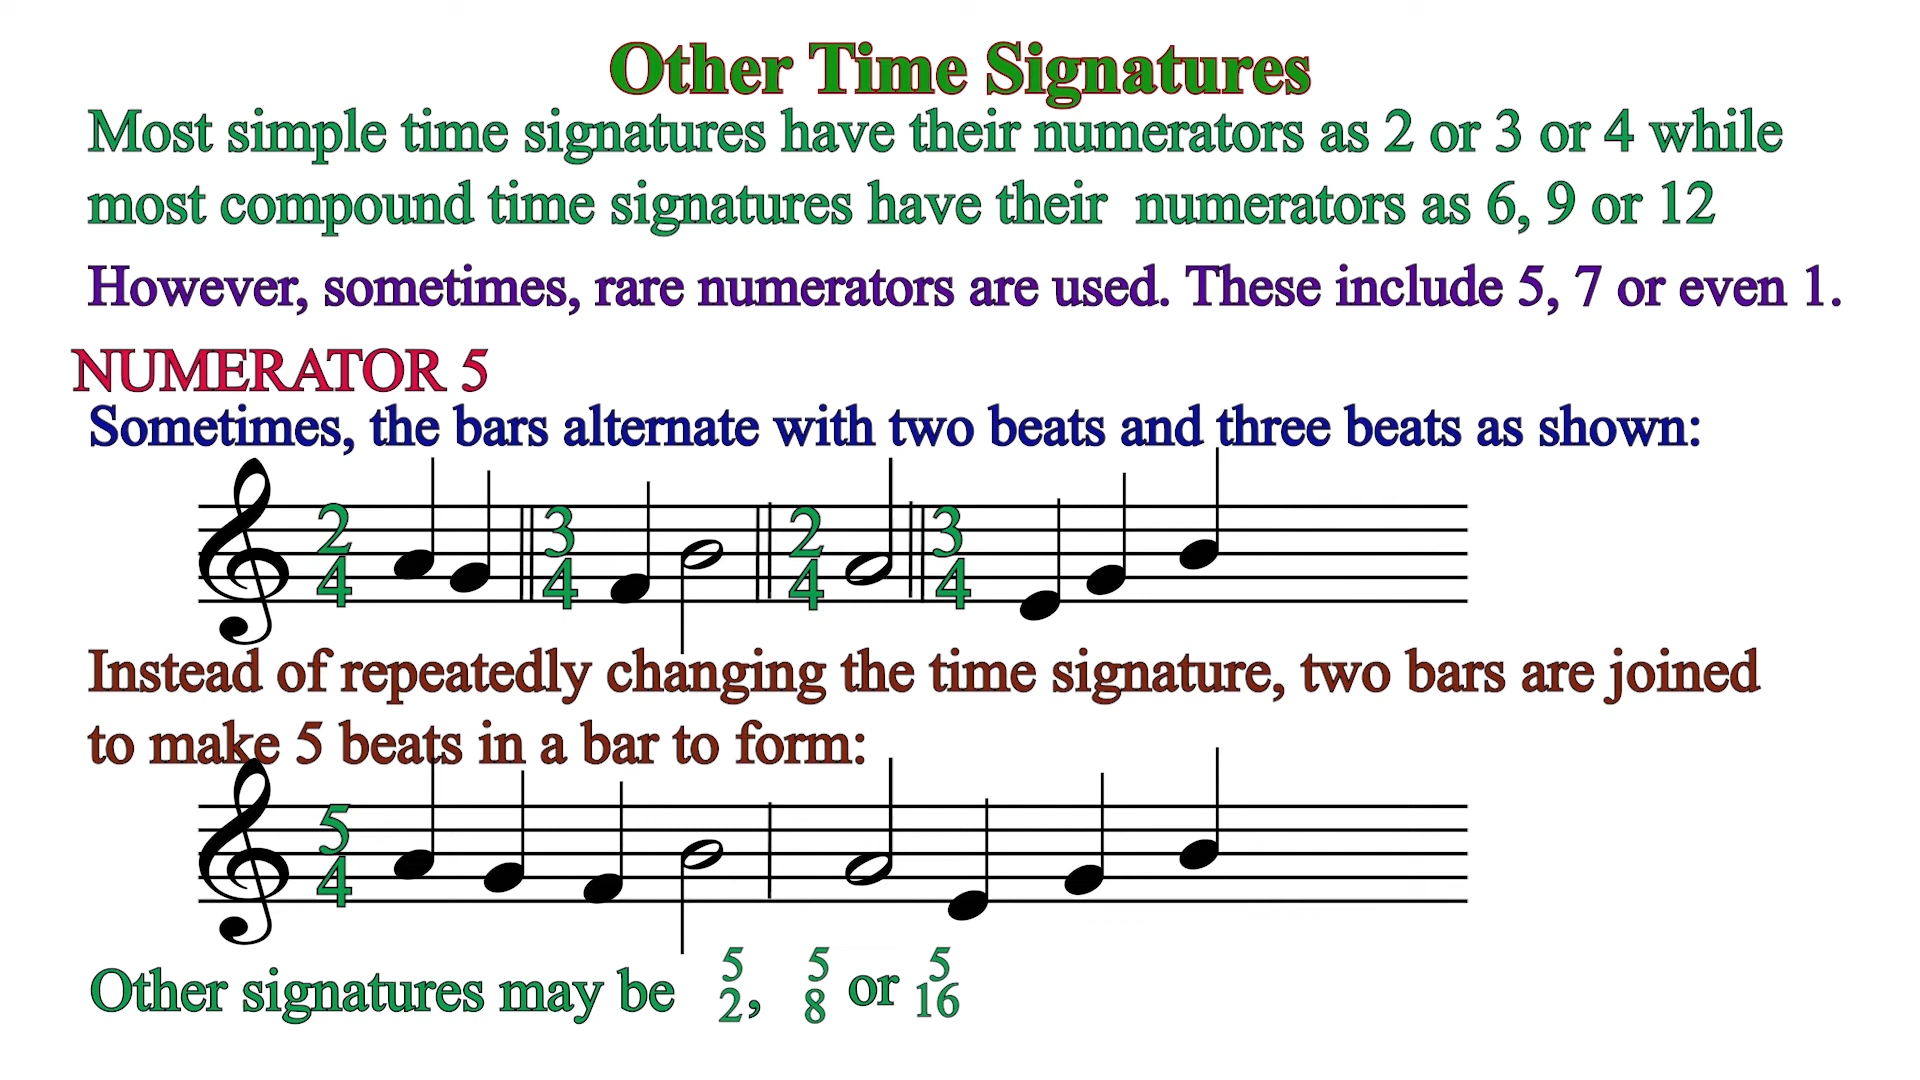 Other Time Signatures
Most simple time signatures have their numerators as 2 or 3 or 4 while
most compound time signatures have their numerators as 6, 9 or 12
However, sometimes, rare numerators are used. These include 5, 7 or even 1.
NUMERATOR 5
Sometimes, the bars alternate with two beats and three beats as shown:
2 3 2 3
4 4 4 4
Instead of repeatedly changing the time signature, two bars are joined
to make 5 beats in a bar to form:
5
4
Other signatures may be 5/2, 5/8 or 5/16